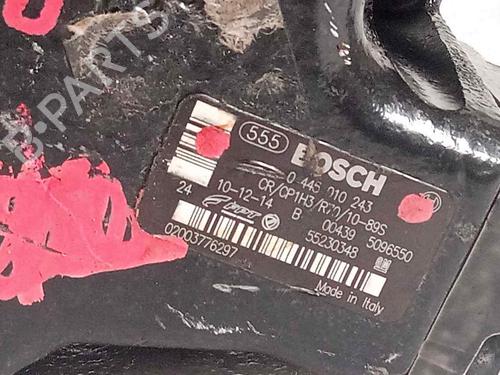 B-PARTS
555 BOSCH
0 445 010 243
CR/CP1H3/R70/10-89S
10-12-14 B 00439 5096550
24 55230348 GM
02003776297
Made in Italy